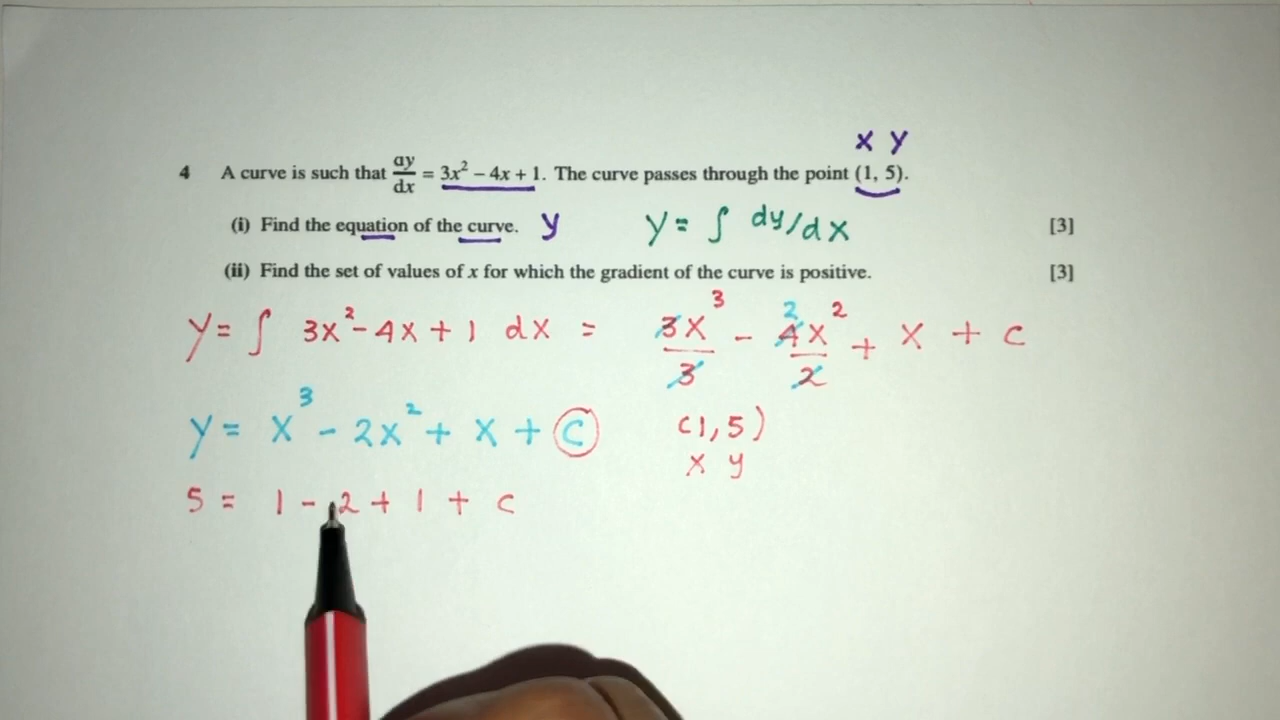 X Y
4 A curve is such that dy/dx = 3x² – 4x + 1. The curve passes through the point (1, 5).
(i) Find the equation of the curve. y y = ∫ dy/dx [3]
(ii) Find the set of values of x for which the gradient of the curve is positive. [3]
y = ∫ 3x² - 4x + 1 dx = 3x³/3 - 4x²/2 + x + c
2
y = x³ - 2x² + x + c (1, 5)
x y
5 = 1 - 2 + 1 + c